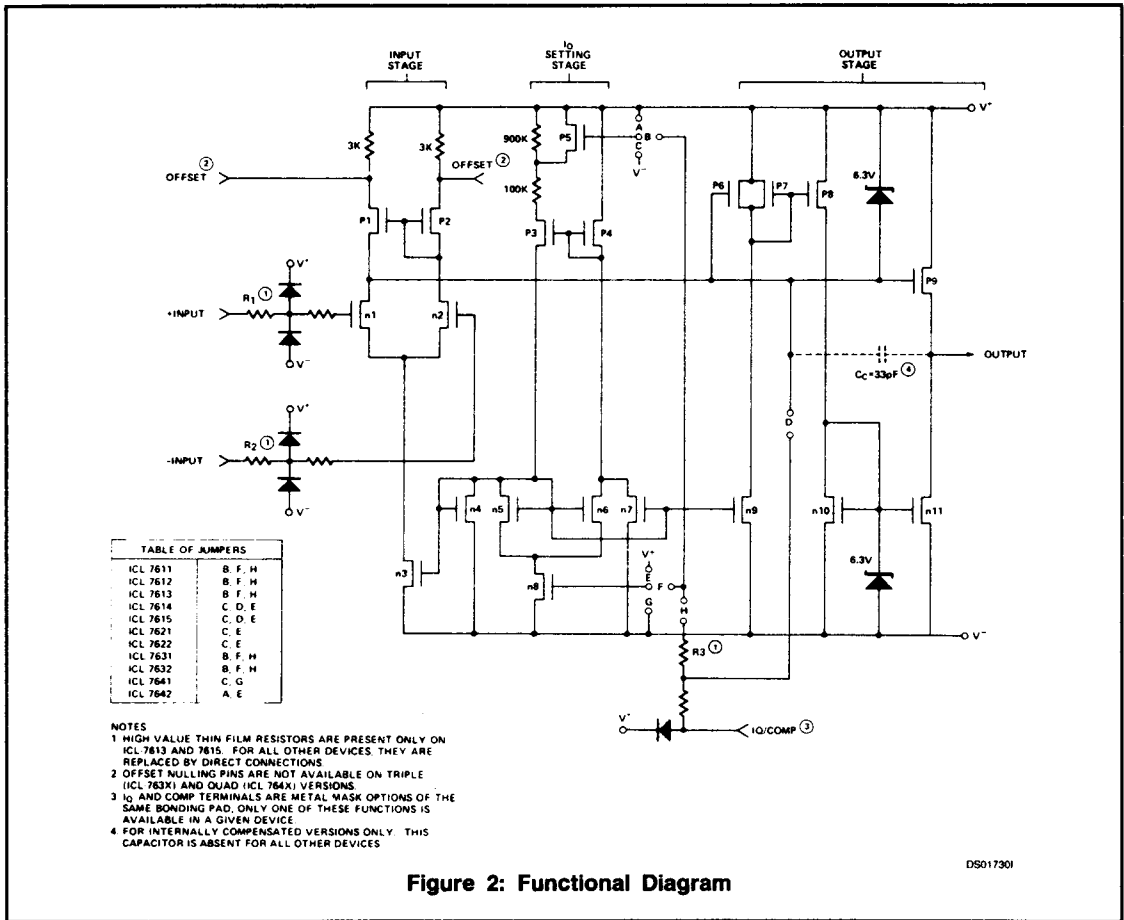 INPUT
STAGE
IQ
SETTING
STAGE
OUTPUT
STAGE
V+
3K
3K
OFFSET ②
OFFSET ②
900K
100K
P5
A
B
C
V−
P1
P2
P3
P4
P6
P7
P8
6.3V
P9
V+
R1 ①
+INPUT
n1
n2
V−
OUTPUT
CC=33pF ④
D
V+
R2 ①
-INPUT
V−
n3
n4
n5
n6
n7
n8
n9
n10
n11
V+
E
F
G
H
6.3V
V−
R3 ①
V+
IQ/COMP ③
TABLE OF JUMPERS
ICL 7611 B, F, H
ICL 7612 B, F, H
ICL 7613 B, F, H
ICL 7614 C, D, E
ICL 7615 C, D, E
ICL 7621 C, E
ICL 7622 C, E
ICL 7631 B, F, H
ICL 7632 B, F, H
ICL 7641 C, G
ICL 7642 A, E
NOTES
1 HIGH VALUE THIN FILM RESISTORS ARE PRESENT ONLY ON
ICL-7613 AND 7615. FOR ALL OTHER DEVICES, THEY ARE
REPLACED BY DIRECT CONNECTIONS.
2 OFFSET NULLING PINS ARE NOT AVAILABLE ON TRIPLE
(ICL 763X) AND QUAD (ICL 764X) VERSIONS.
3 IQ AND COMP TERMINALS ARE METAL MASK OPTIONS OF THE
SAME BONDING PAD, ONLY ONE OF THESE FUNCTIONS IS
AVAILABLE IN A GIVEN DEVICE.
4. FOR INTERNALLY COMPENSATED VERSIONS ONLY. THIS
CAPACITOR IS ABSENT FOR ALL OTHER DEVICES
DS01730I
Figure 2: Functional Diagram